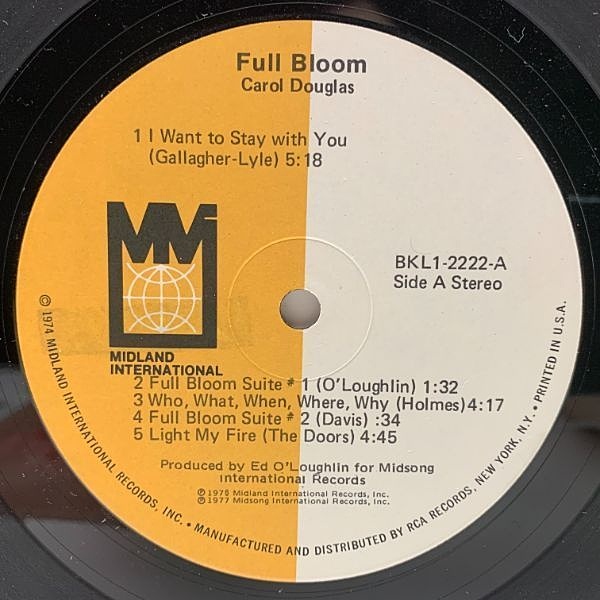 Full Bloom
Carol Douglas
1 I Want to Stay with You
(Gallagher-Lyle) 5:18
MM
BKL1-2222-A
Side A Stereo
MIDLAND
INTERNATIONAL
2 Full Bloom Suite # 1 (O'Loughlin) 1:32
3 Who, What, When, Where, Why (Holmes) 4:17
4 Full Bloom Suite # 2 (Davis) :34
5 Light My Fire (The Doors) 4:45
Produced by Ed O'Loughlin for Midsong
International Records
℗ 1976 Midland International Records, Inc.
℗ 1977 Midsong International Records, Inc.
© 1974 MIDLAND INTERNATIONAL RECORDS, INC. • MANUFACTURED AND DISTRIBUTED BY RCA RECORDS, NEW YORK, N.Y. • PRINTED IN U.S.A.